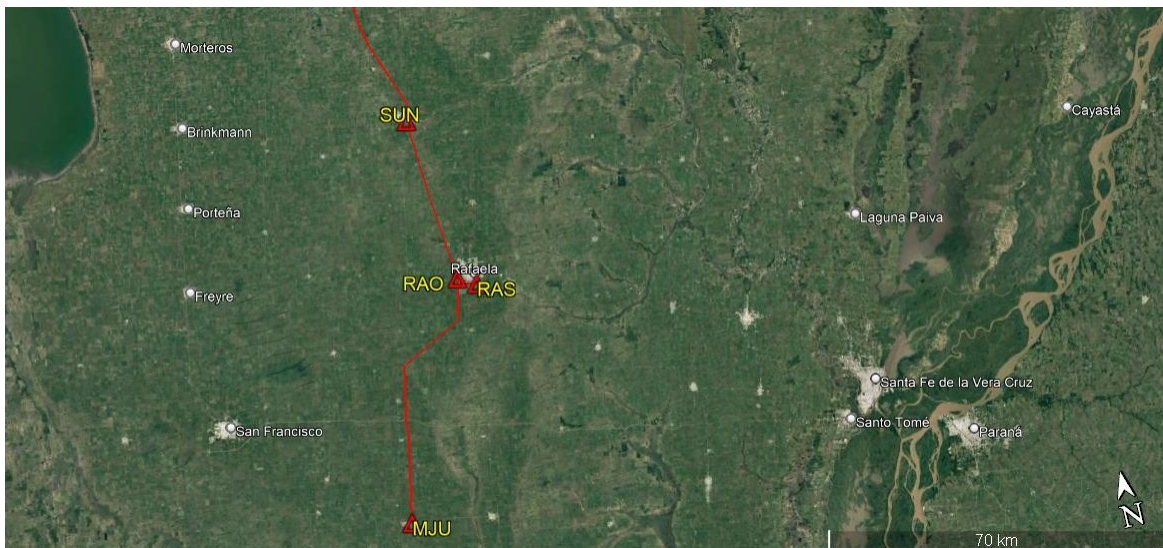 Morteros
SUN
Cayastá
Brinkmann
Porteña
Laguna Paiva
Rafaela
RAO
RAS
Freyre
Santa Fe de la Vera Cruz
Santo Tomé
San Francisco
Paraná
MJU
N
70 km